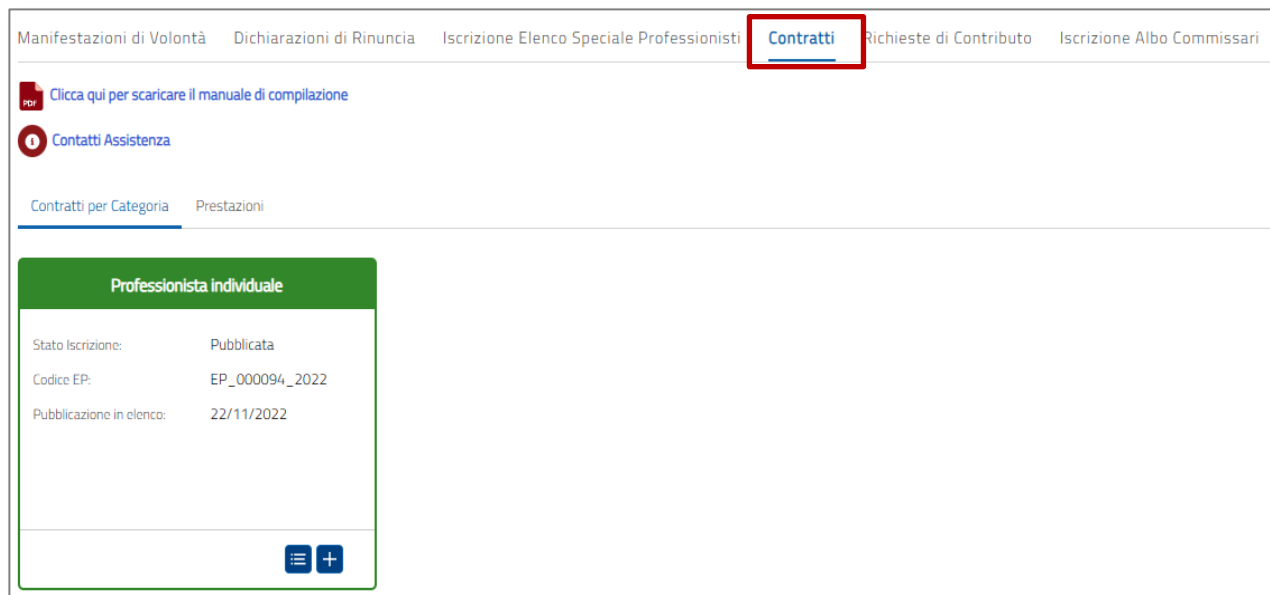 Manifestazioni di Volontà Dichiarazioni di Rinuncia Iscrizione Elenco Speciale Professionisti Contratti Richieste di Contributo Iscrizione Albo Commissari
PDF Clicca qui per scaricare il manuale di compilazione
Contatti Assistenza
Contratti per Categoria Prestazioni
Professionista individuale
Stato Iscrizione: Pubblicata
Codice EP: EP_000094_2022
Pubblicazione in elenco: 22/11/2022